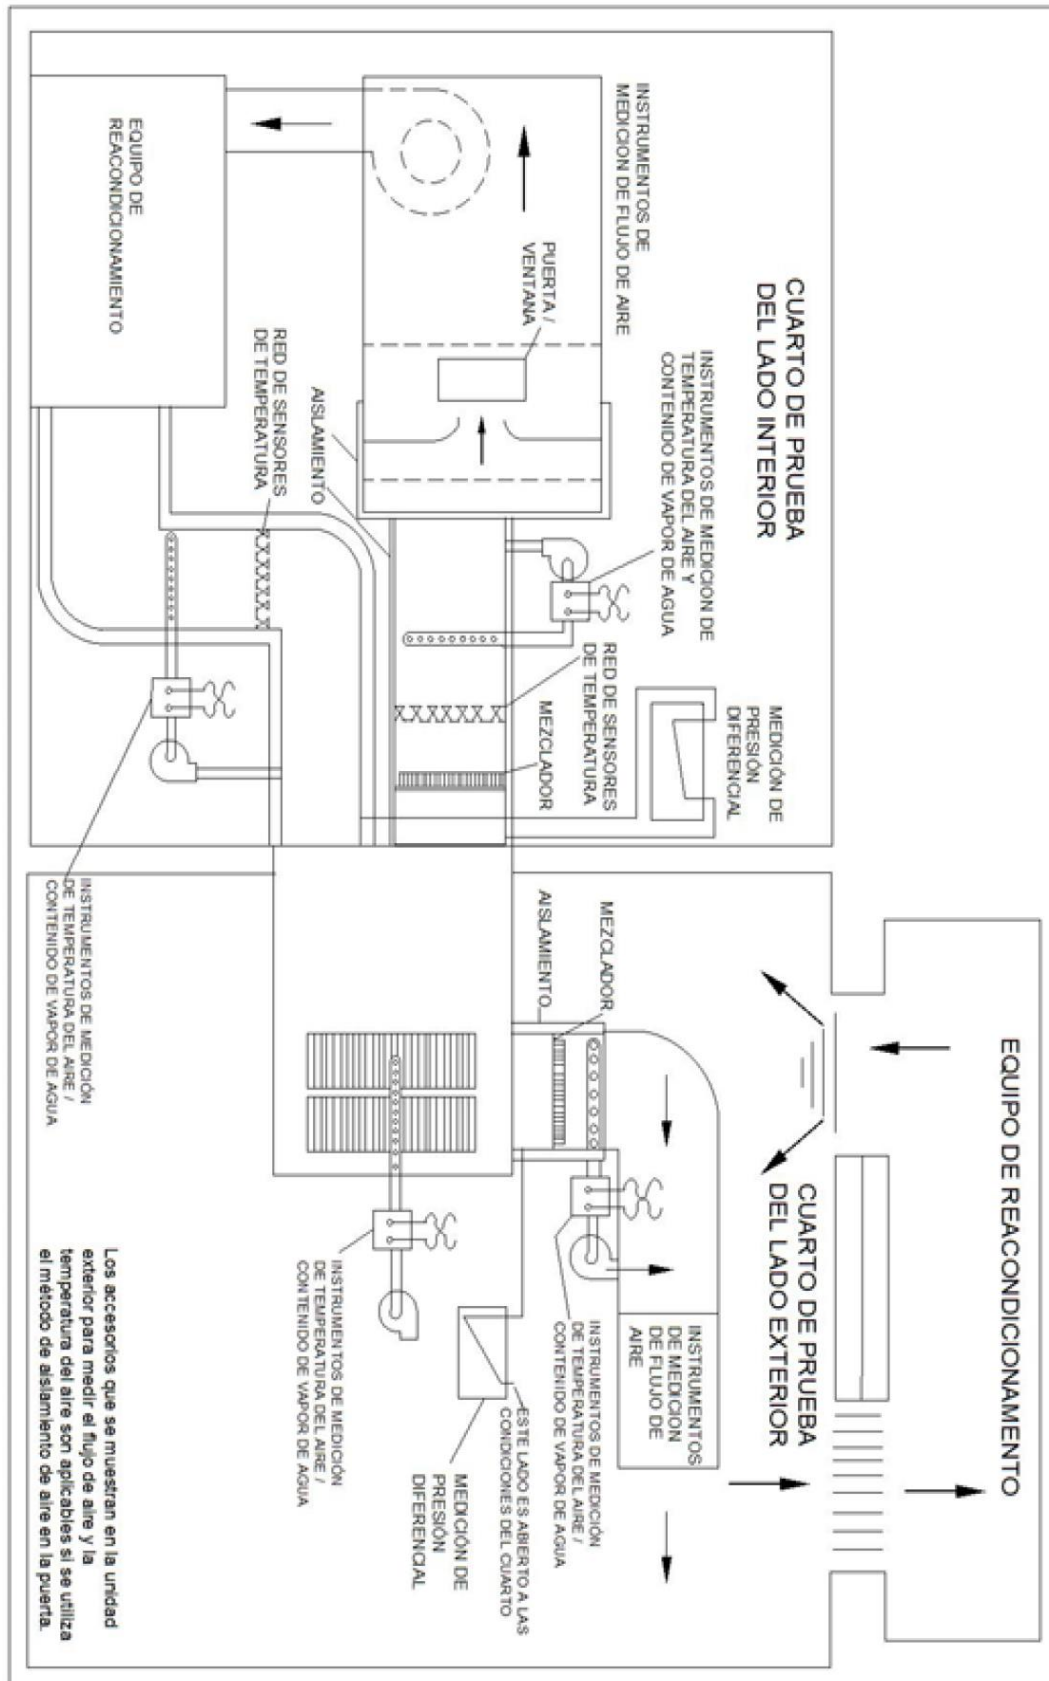 CUARTO DE PRUEBA
DEL LADO INTERIOR
INSTRUMENTOS DE
MEDICION DE FLUJO DE AIRE
PUERTA /
VENTANA
EQUIPO DE
REACONDICIONAMIENTO
INSTRUMENTOS DE MEDICION DE
TEMPERATURA DEL AIRE Y
CONTENIDO DE VAPOR DE AGUA
RED DE SENSORES
DE TEMPERATURA
AISLAMIENTO
RED DE SENSORES
DE TEMPERATURA
MEZCLADOR
MEDICIÓN DE
PRESIÓN
DIFERENCIAL
INSTRUMENTOS DE MEDICIÓN
DE TEMPERATURA DEL AIRE /
CONTENIDO DE VAPOR DE AGUA
EQUIPO DE REACONDICIONAMIENTO
CUARTO DE PRUEBA
DEL LADO EXTERIOR
MEZCLADOR
AISLAMIENTO
INSTRUMENTOS
DE MEDICION
DE FLUJO DE
AIRE
INSTRUMENTOS DE MEDICIÓN
DE TEMPERATURA DEL AIRE /
CONTENIDO DE VAPOR DE AGUA
ESTE LADO ES ABIERTO A LAS
CONDICIONES DEL CUARTO
MEDICIÓN DE
PRESIÓN
DIFERENCIAL
INSTRUMENTOS DE MEDICIÓN
DE TEMPERATURA DEL AIRE /
CONTENIDO DE VAPOR DE AGUA
Los accesorios que se muestran en la unidad
exterior para medir el flujo de aire y la
temperatura del aire son aplicables si se utiliza
el método de aislamiento de aire en la puerta.